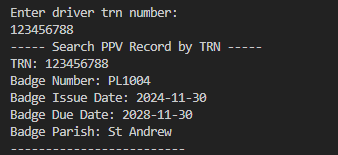 Enter driver trn number:
123456788
----- Search PPV Record by TRN -----
TRN: 123456788
Badge Number: PL1004
Badge Issue Date: 2024-11-30
Badge Due Date: 2028-11-30
Badge Parish: St Andrew
-------------------------